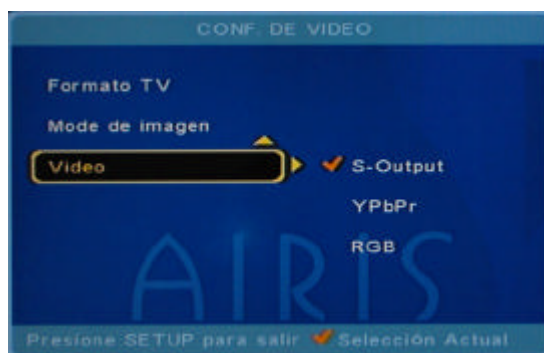 CONF. DE VIDEO
Formato TV
Mode de imagen
Video
S-Output
YPbPr
RGB
AIRIS
Presione SETUP para salir Selección Actual